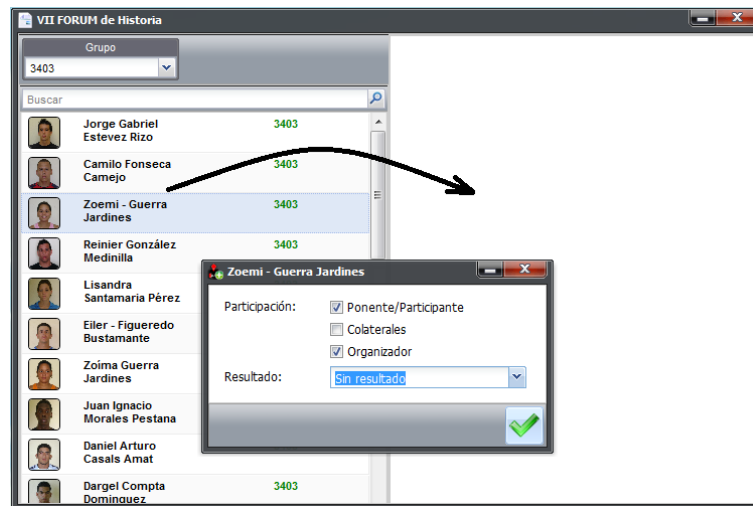 VII FORUM de Historia
Grupo
3403
Buscar
Jorge Gabriel 3403
Estevez Rizo
Camilo Fonseca 3403
Camejo
Zoemi - Guerra 3403
Jardines
Reinier González 3403
Medinilla
Lisandra
Santamaria Pérez
Eiler - Figueredo
Bustamante
Zoíma Guerra
Jardines
Juan Ignacio
Morales Pestana
Daniel Arturo
Casals Amat
Dargel Compta 3403
Dominguez
Zoemi - Guerra Jardines
Participación: Ponente/Participante
Colaterales
Organizador
Resultado: Sin resultado